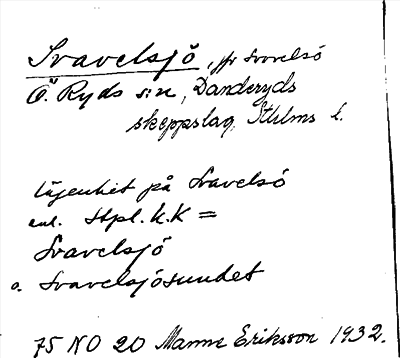 Svavelsjö, jfr Svavelsö
Ö. Ryds sn, Danderyds
skeppslag, Sthlms l.
lägenhet på Svavelsö
enl. Stpl. h.K =
Svavelsjö
o. Svavelsjösundet
75 NO 20 Manne Eriksson 1932.